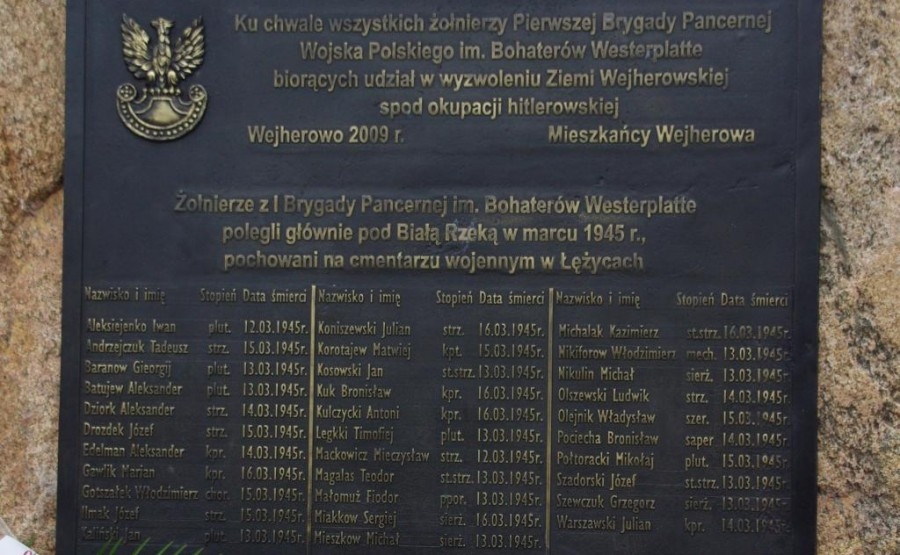 Ku chwale wszystkich żołnierzy Pierwszej Brygady Pancernej
Wojska Polskiego im. Bohaterów Westerplatte
biorących udział w wyzwoleniu Ziemi Wejherowskiej
spod okupacji hitlerowskiej
Wejherowo 2009 r. Mieszkańcy Wejherowa
Żołnierze z I Brygady Pancernej im. Bohaterów Westerplatte
polegli głównie pod Białą Rzeką w marcu 1945 r.,
pochowani na cmentarzu wojennym w Łężycach
Nazwisko i imię Stopień Data śmierci
Aleksiejenko Iwan plut. 12.03.1945r.
Andrzejczuk Tadeusz strz. 15.03.1945r.
Baranow Gieorgij plut. 13.03.1945r.
Batujew Aleksander plut. 13.03.1945r.
Dziork Aleksander strz. 14.03.1945r.
Drozdek Józef strz. 15.03.1945r.
Edelman Aleksander kpr. 14.03.1945r.
Gawlik Marian kpr. 16.03.1945r.
Gotszałek Włodzimierz chor. 15.03.1945r.
Ilmak Józef strz. 15.03.1945r.
Kaliński Jan plut. 13.03.1945r.
Nazwisko i imię Stopień Data śmierci
Koniszewski Julian strz. 16.03.1945r.
Korotajew Matwiej kpt. 15.03.1945r.
Kosowski Jan st.strz. 13.03.1945r.
Kuk Bronisław kpr. 16.03.1945r.
Kulczycki Antoni kpr. 16.03.1945r.
Legkki Timofiej plut. 13.03.1945r.
Mackowicz Mieczysław strz. 12.03.1945r.
Magalas Teodor st.strz. 13.03.1945r.
Małomuż Fiodor ppor. 13.03.1945r.
Miakkow Sergiej sierż. 16.03.1945r.
Mieszkow Michał sierż. 13.03.1945r.
Nazwisko i imię Stopień Data śmierci
Michalak Kazimierz st.strz. 16.03.1945r.
Nikiforow Włodzimierz mech. 13.03.1945r.
Nikulin Michał sierż. 13.03.1945r.
Olszewski Ludwik strz. 14.03.1945r.
Olejnik Władysław szer. 15.03.1945r.
Pociecha Bronisław saper 14.03.1945r.
Połtoracki Mikołaj plut. 15.03.1945r.
Szadorski Józef st.strz. 13.03.1945r.
Szewczuk Grzegorz sierż. 13.03.1945r.
Warszawski Julian kpr. 14.03.1945r.